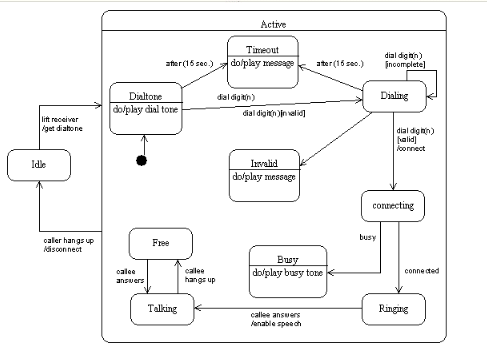 Active
Timeout
do/play message
after (15 sec.)
after (15 sec.)
dial digit(n)
[incomplete]
Dialtone
do/play dial tone
dial digit(n)
dial digit(n)[invalid]
Dialing
lift receiver
/get dialtone
dial digit(n)
[valid]
/connect
Idle
Invalid
do/play message
connecting
caller hangs up
/disconnect
Free
busy
Busy
do/play busy tone
callee
answers
callee
hangs up
connected
Talking
callee answers
/enable speech
Ringing